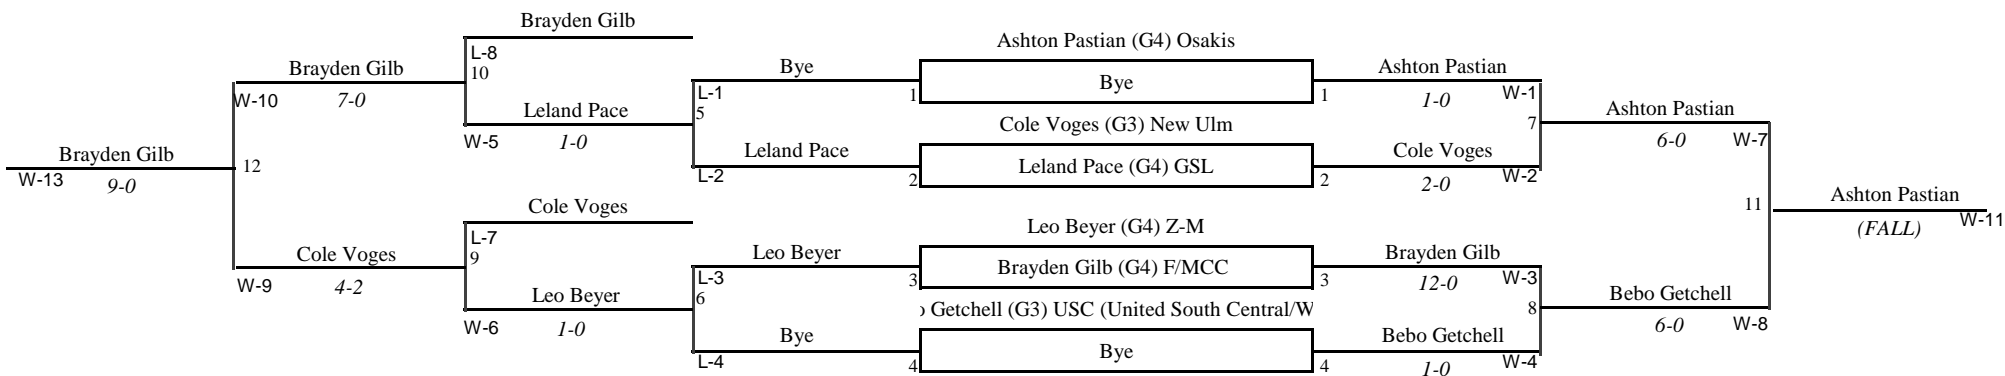 Brayden Gilb
L-8
10
Brayden Gilb
W-10
7-0
Leland Pace
W-5
1-0
Brayden Gilb
W-13
9-0
12
Cole Voges
L-7
9
Cole Voges
W-9
4-2
Leo Beyer
W-6
1-0
Bye
L-1
5
Leland Pace
L-2
Leo Beyer
L-3
6
Bye
L-4
Ashton Pastian (G4) Osakis
1 Bye 1
Cole Voges (G3) New Ulm
2 Leland Pace (G4) GSL 2
Leo Beyer (G4) Z-M
3 Brayden Gilb (G4) F/MCC 3
Getchell (G3) USC (United South Central/W
4 Bye 4
Ashton Pastian
1-0
W-1
7
Cole Voges
2-0
W-2
Brayden Gilb
12-0
W-3
8
Bebo Getchell
1-0
W-4
Ashton Pastian
6-0
W-7
11
Bebo Getchell
6-0
W-8
Ashton Pastian
(FALL)
W-11